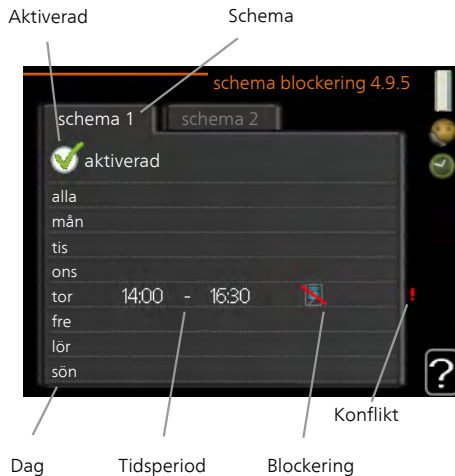 Aktiverad Schema
schema blockering 4.9.5
schema 1 schema 2
aktiverad
alla
mån
tis
ons
tor 14:00 - 16:30 !
fre
lör
sön
?
Konflikt
Dag Tidsperiod Blockering